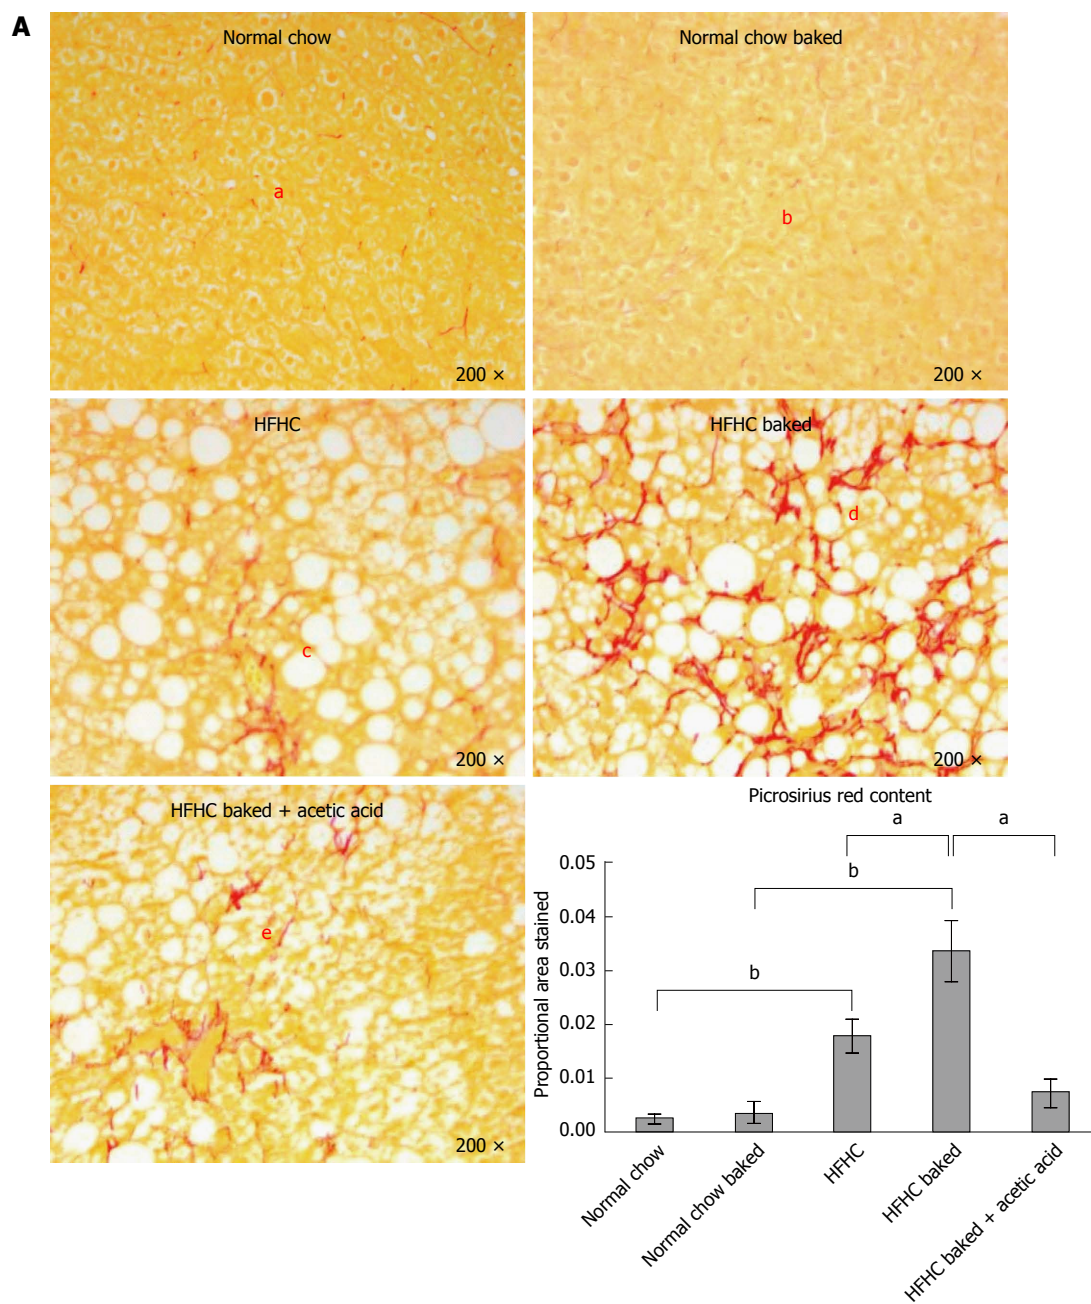 A
Normal chow
a
200 ×
Normal chow baked
b
200 ×
HFHC
c
200 ×
HFHC baked
d
200 ×
HFHC baked + acetic acid
e
200 ×
Picrosirius red content
a
a
b
b
Proportional area stained
0.05
0.04
0.03
0.02
0.01
0.00
Normal chow
Normal chow baked
HFHC
HFHC baked
HFHC baked + acetic acid